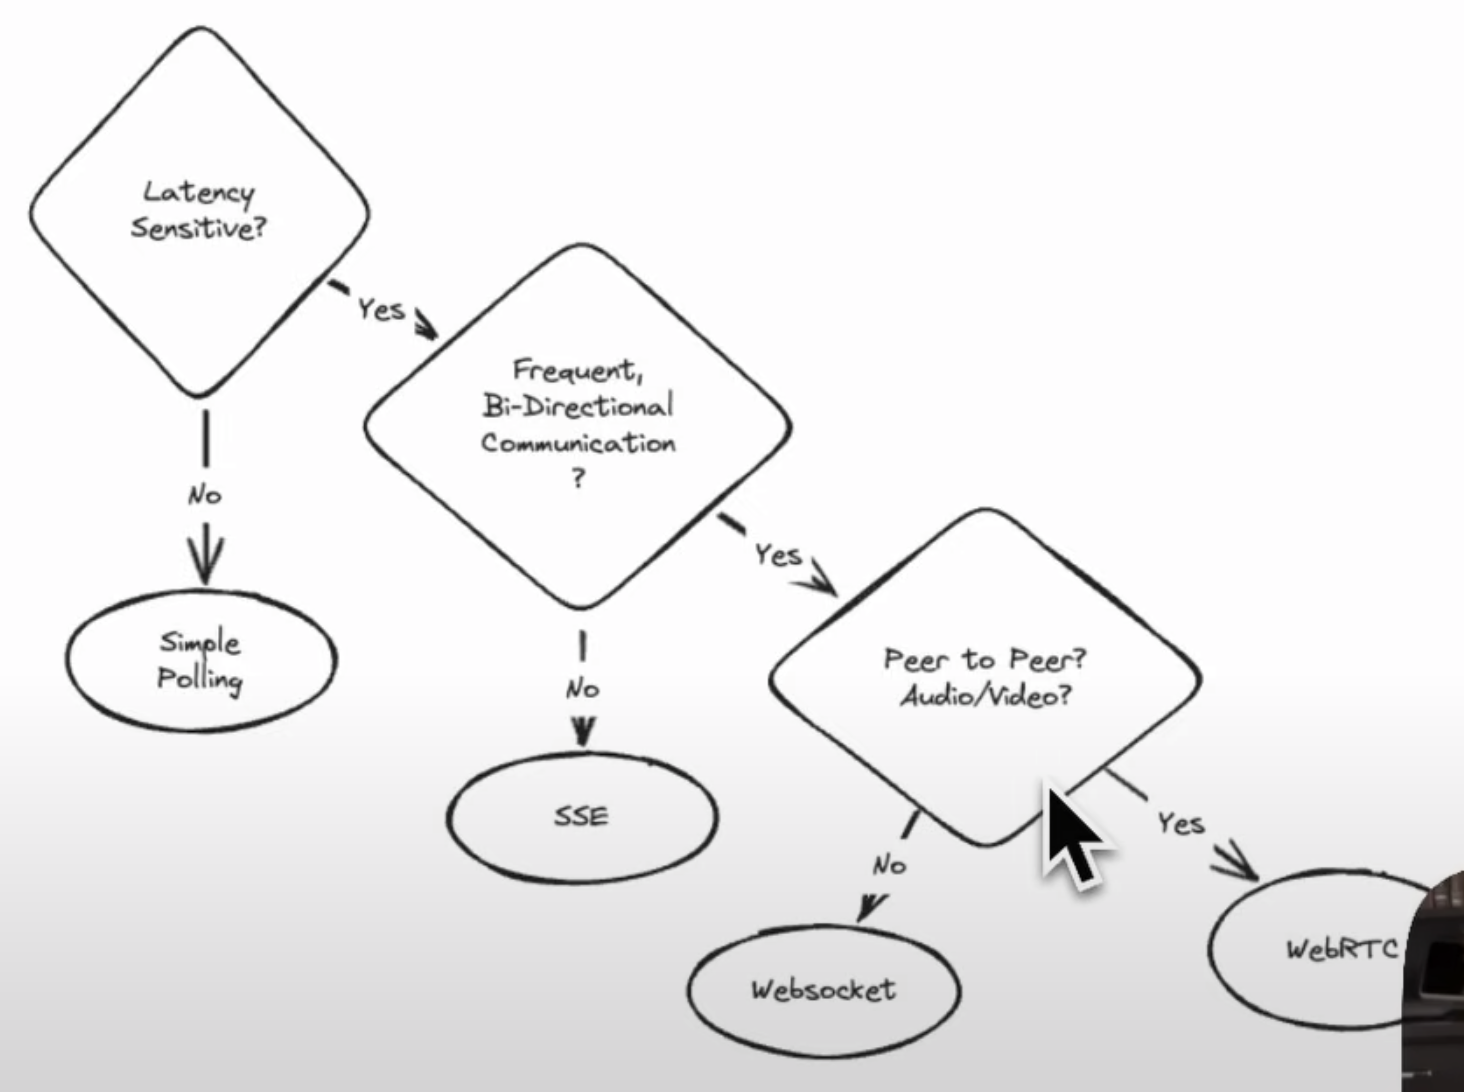 Latency
Sensitive?
Yes
No
Simple
Polling
Frequent,
Bi-Directional
Communication
?
Yes
No
SSE
Peer to Peer?
Audio/Video?
No
Yes
Websocket
WebRTC